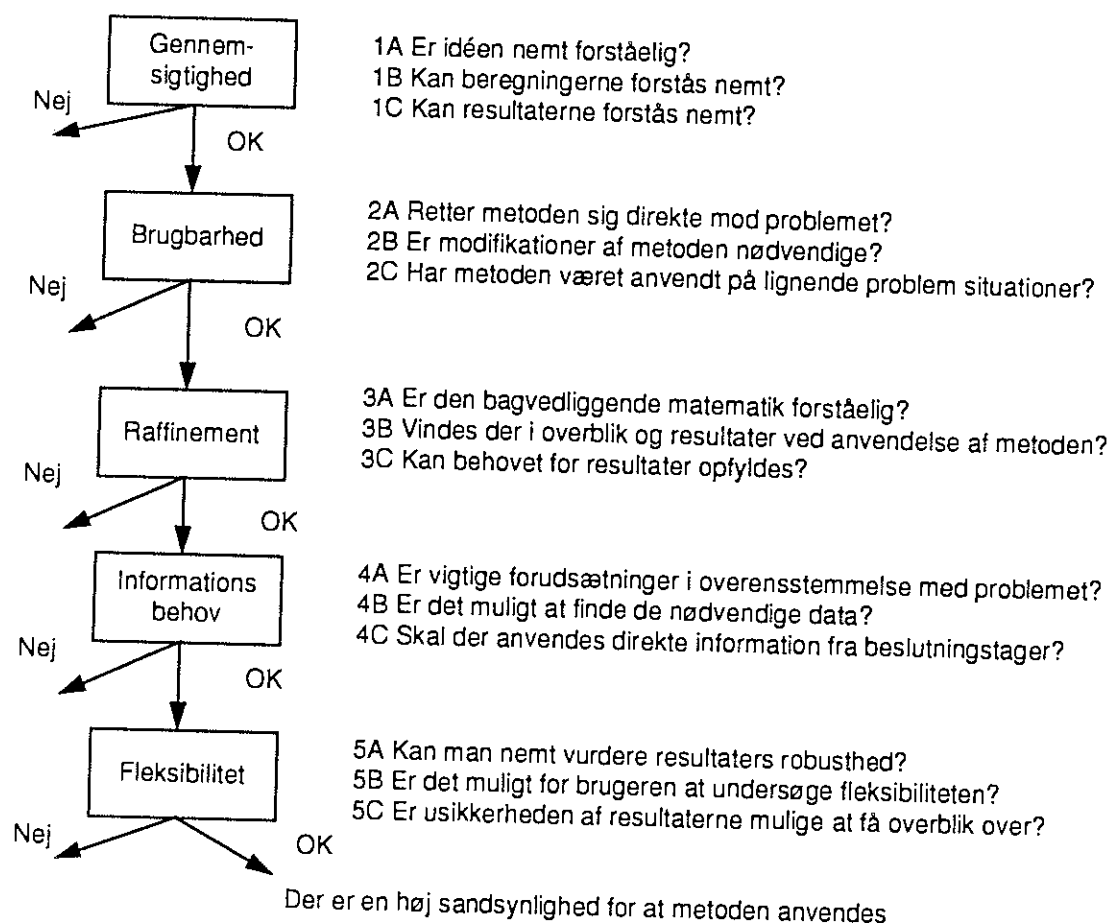 Gennem-
sigtighed
1A Er idéen nemt forståelig?
1B Kan beregningerne forstås nemt?
1C Kan resultaterne forstås nemt?
Nej
OK
Brugbarhed
2A Retter metoden sig direkte mod problemet?
2B Er modifikationer af metoden nødvendige?
2C Har metoden været anvendt på lignende problem situationer?
Nej
OK
Raffinement
3A Er den bagvedliggende matematik forståelig?
3B Vindes der i overblik og resultater ved anvendelse af metoden?
3C Kan behovet for resultater opfyldes?
Nej
OK
Informations
behov
4A Er vigtige forudsætninger i overensstemmelse med problemet?
4B Er det muligt at finde de nødvendige data?
4C Skal der anvendes direkte information fra beslutningstager?
Nej
OK
Fleksibilitet
5A Kan man nemt vurdere resultaters robusthed?
5B Er det muligt for brugeren at undersøge fleksibiliteten?
5C Er usikkerheden af resultaterne mulige at få overblik over?
Nej
OK
Der er en høj sandsynlighed for at metoden anvendes